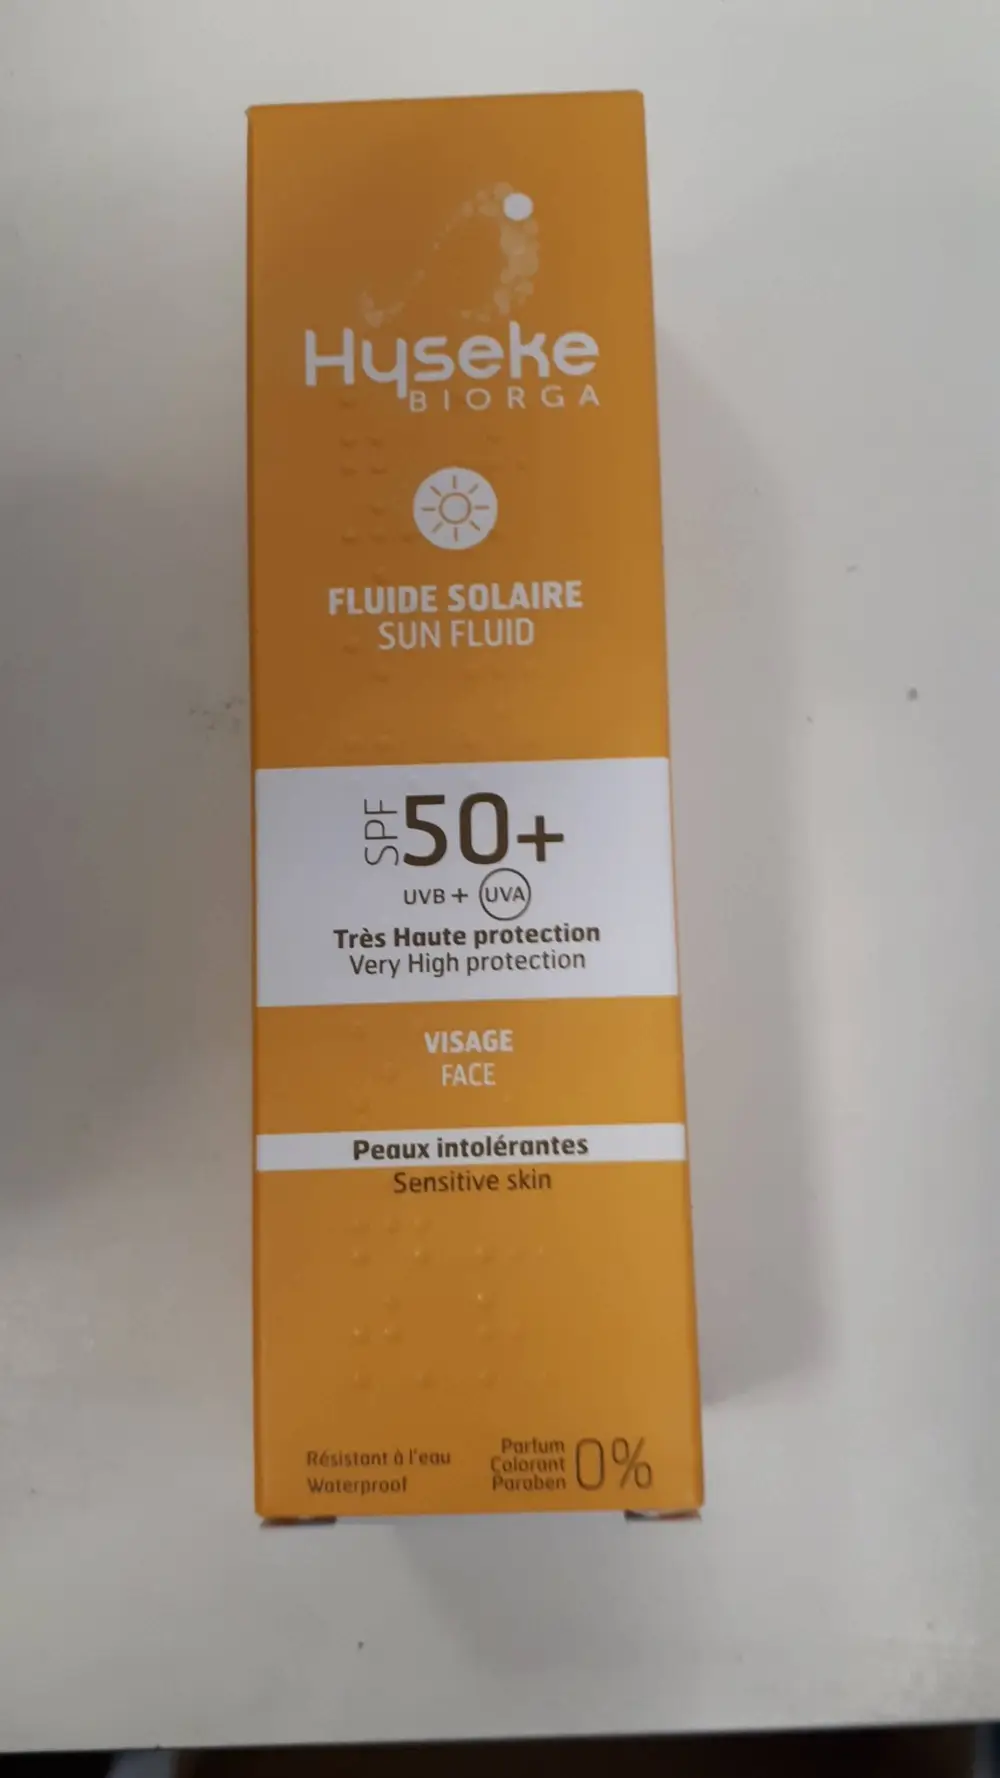 Hyseke
BIORGA
FLUIDE SOLAIRE
SUN FLUID
SPF 50+
UVB + UVA
Très Haute protection
Very High protection
VISAGE
FACE
Peaux intolérantes
Sensitive skin
Résistant à l'eau
Waterproof
Parfum
Colorant
Paraben
0%